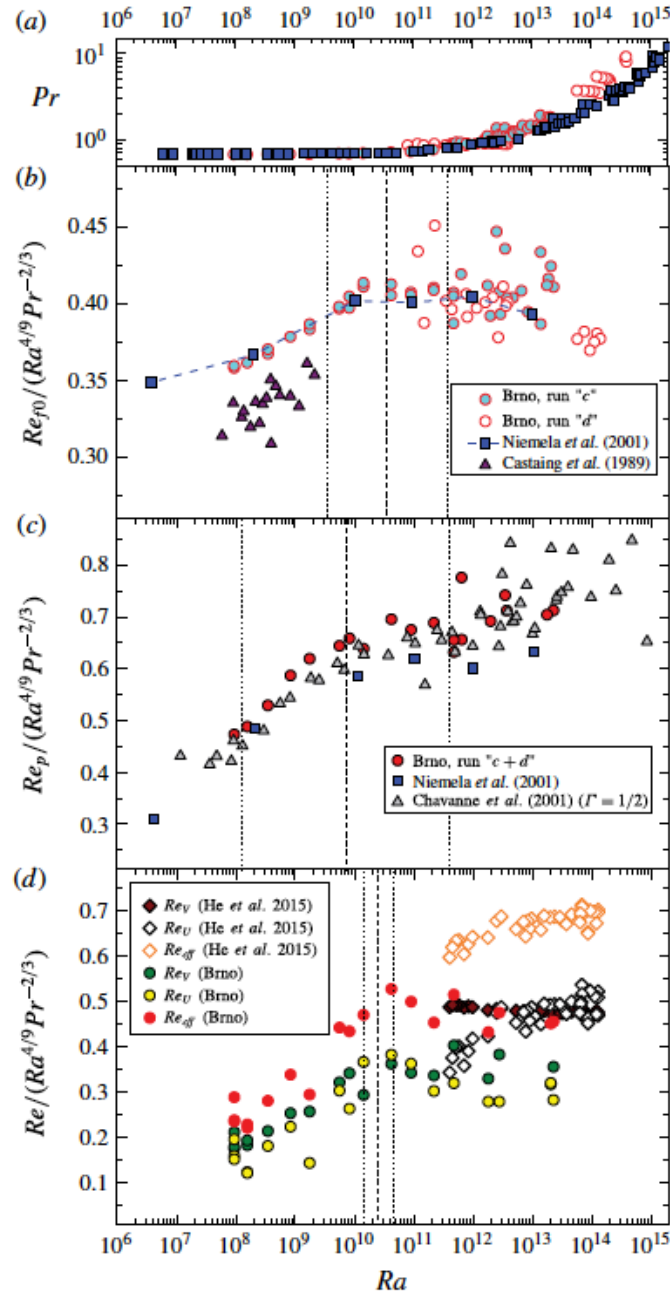 (a)
10^6 10^7 10^8 10^9 10^10 10^11 10^12 10^13 10^14 10^15
Pr
10^1
10^0
(b)
Re_f0/(Ra^4/9 Pr^−2/3)
0.45
0.40
0.35
0.30
Brno, run "c"
Brno, run "d"
Niemela et al. (2001)
Castaing et al. (1989)
(c)
Re_p/(Ra^4/9 Pr^−2/3)
0.8
0.7
0.6
0.5
0.4
0.3
Brno, run "c + d"
Niemela et al. (2001)
Chavanne et al. (2001) (Γ = 1/2)
(d)
Re/(Ra^4/9 Pr^−2/3)
0.7
0.6
0.5
0.4
0.3
0.2
0.1
Re_V (He et al. 2015)
Re_U (He et al. 2015)
Re_eff (He et al. 2015)
Re_V (Brno)
Re_U (Brno)
Re_eff (Brno)
10^6 10^7 10^8 10^9 10^10 10^11 10^12 10^13 10^14 10^15
Ra